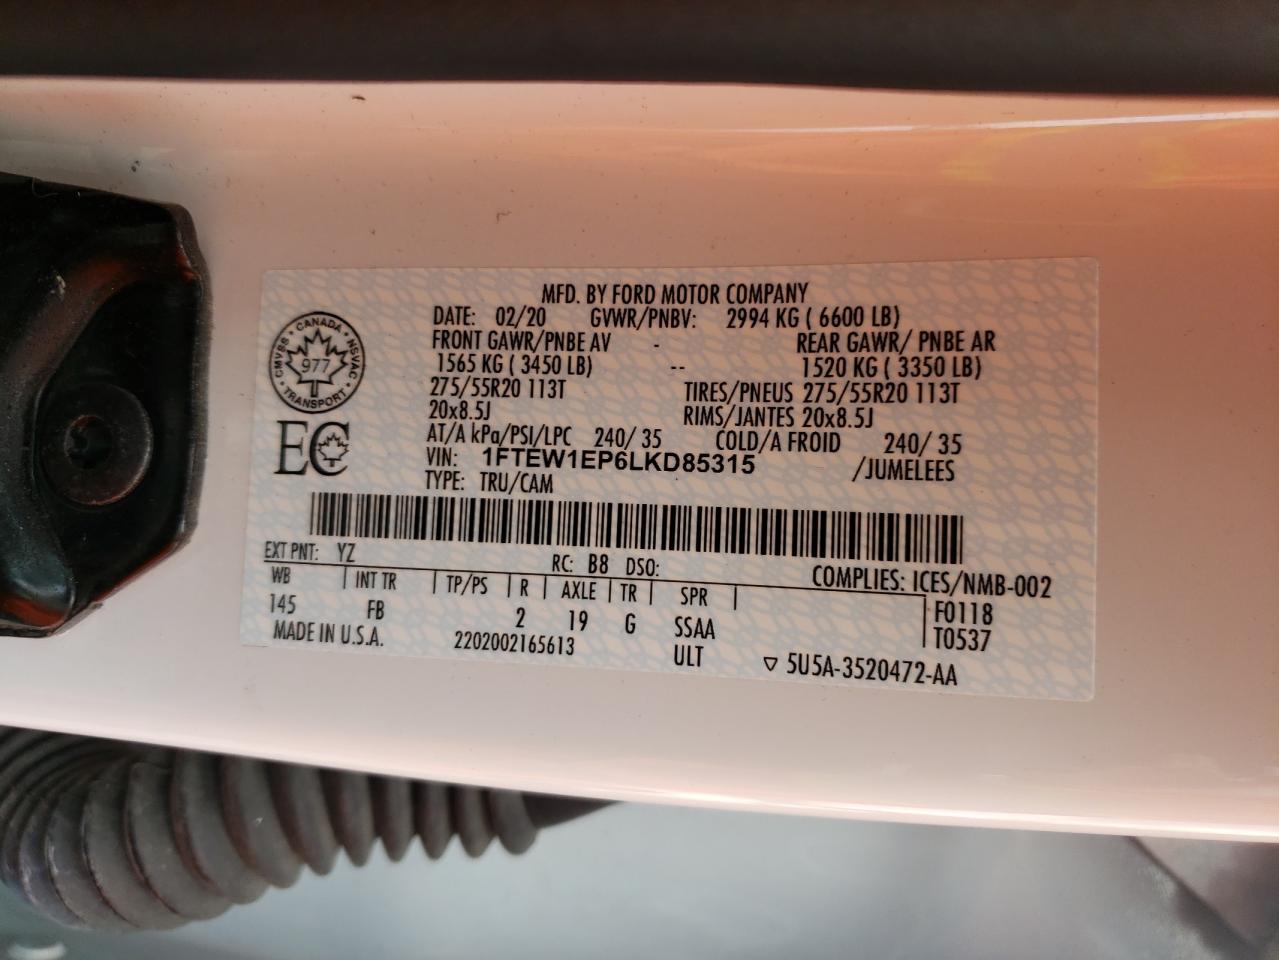 MFD. BY FORD MOTOR COMPANY
DATE: 02/20 GVWR/PNBV: 2994 KG ( 6600 LB)
FRONT GAWR/PNBE AV - REAR GAWR/ PNBE AR
1565 KG ( 3450 LB) -- 1520 KG ( 3350 LB)
275/55R20 113T TIRES/PNEUS 275/55R20 113T
20x8.5J RIMS/JANTES 20x8.5J
AT/A kPa/PSI/LPC 240/ 35 COLD/A FROID 240/ 35
VIN: 1FTEW1EP6LKD85315 /JUMELEES
TYPE: TRU/CAM
CANADA
CMVSS • NSVAC
977
TRANSPORT
EC
EXT PNT: YZ RC: B8 DSO: COMPLIES: ICES/NMB-002
WB | INT TR | TP/PS | R | AXLE | TR | SPR | F0118
145 FB 2 19 G SSAA T0537
MADE IN U.S.A. 2202002165613 ULT ▽ 5U5A-3520472-AA